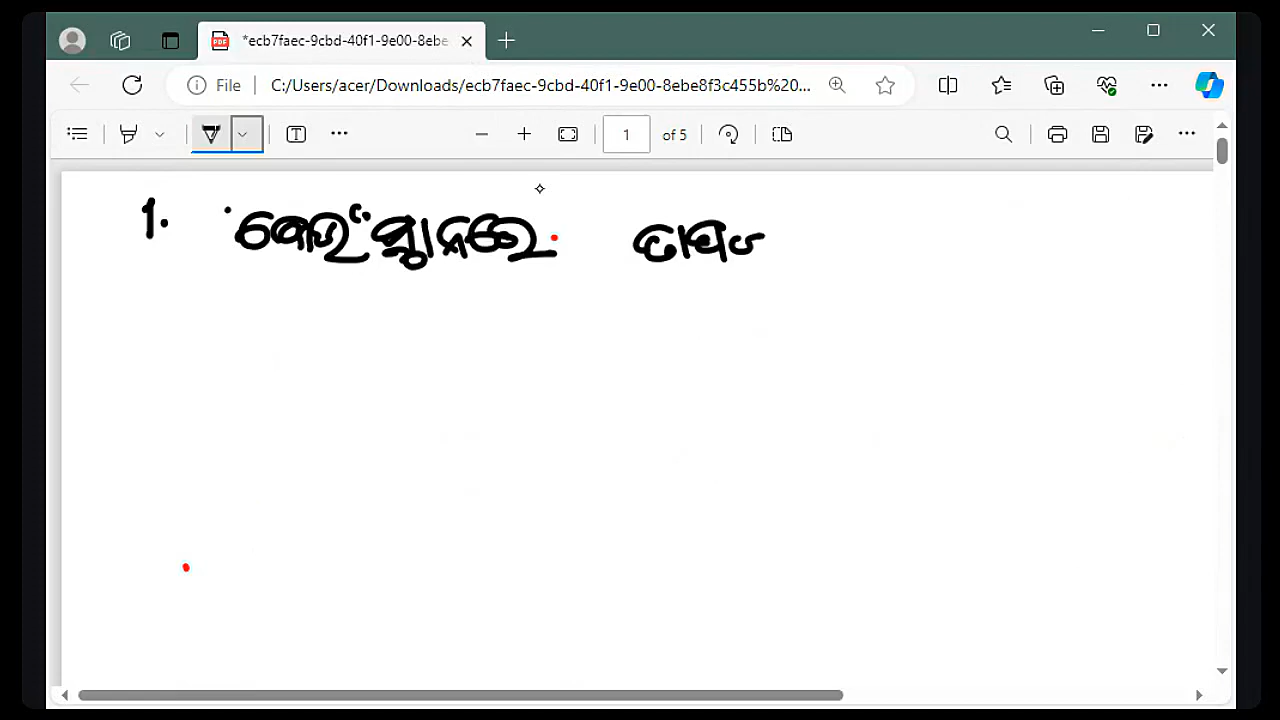 *ecb7faec-9cbd-40f1-9e00-8ebe
File C:/Users/acer/Downloads/ecb7faec-9cbd-40f1-9e00-8ebe8f3c455b%20...
1 of 5
1. କେଉଁ ସ୍ଥାନରେ ତାପ